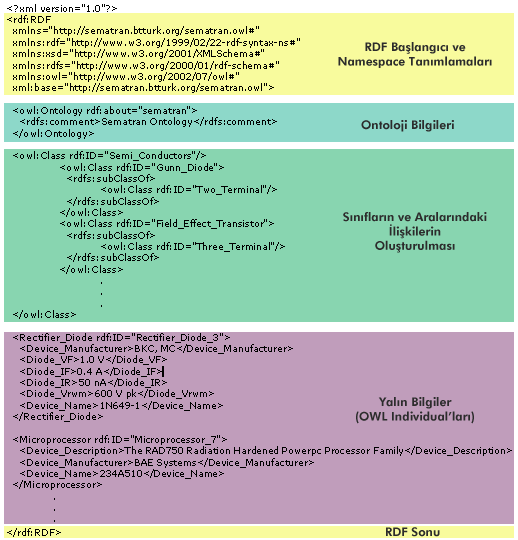 <?xml version="1.0"?>
<rdf:RDF
xmlns="http://sematran.btturk.org/sematran.owl#"
xmlns:rdf="http://www.w3.org/1999/02/22-rdf-syntax-ns#"
xmlns:xsd="http://www.w3.org/2001/XMLSchema#"
xmlns:rdfs="http://www.w3.org/2000/01/rdf-schema#"
xmlns:owl="http://www.w3.org/2002/07/owl#"
xml:base="http://sematran.btturk.org/sematran.owl">
RDF Başlangıcı ve
Namespace Tanımlamaları
<owl:Ontology rdf:about="sematran">
<rdfs:comment>Sematran Ontology</rdfs:comment>
</owl:Ontology>
Ontoloji Bilgileri
<owl:Class rdf:ID="Semi_Conductors"/>
<owl:Class rdf:ID="Gunn_Diode">
<rdfs:subClassOf>
<owl:Class rdf:ID="Two_Terminal"/>
</rdfs:subClassOf>
</owl:Class>
<owl:Class rdf:ID="Field_Effect_Transistor">
<rdfs:subClassOf>
<owl:Class rdf:ID="Three_Terminal"/>
</rdfs:subClassOf>
</owl:Class>
.
.
.
</owl:Class>
Sınıfların ve Aralarındaki
İlişkilerin
Oluşturulması
<Rectifier_Diode rdf:ID="Rectifier_Diode_3">
<Device_Manufacturer>BKC, MC</Device_Manufacturer>
<Diode_VF>1.0 V</Diode_VF>
<Diode_IF>0.4 A</Diode_IF>
<Diode_IR>50 nA</Diode_IR>
<Diode_Vrwm>600 V pk</Diode_Vrwm>
<Device_Name>1N649-1</Device_Name>
</Rectifier_Diode>
Yalın Bilgiler
(OWL Individual'ları)
<Microprocessor rdf:ID="Microprocessor_7">
<Device_Description>The RAD750 Radiation Hardened Powerpc Processor Family</Device_Description>
<Device_Manufacturer>BAE Systems</Device_Manufacturer>
<Device_Name>234A510</Device_Name>
</Microprocessor>
.
.
.
</rdf:RDF>
RDF Sonu